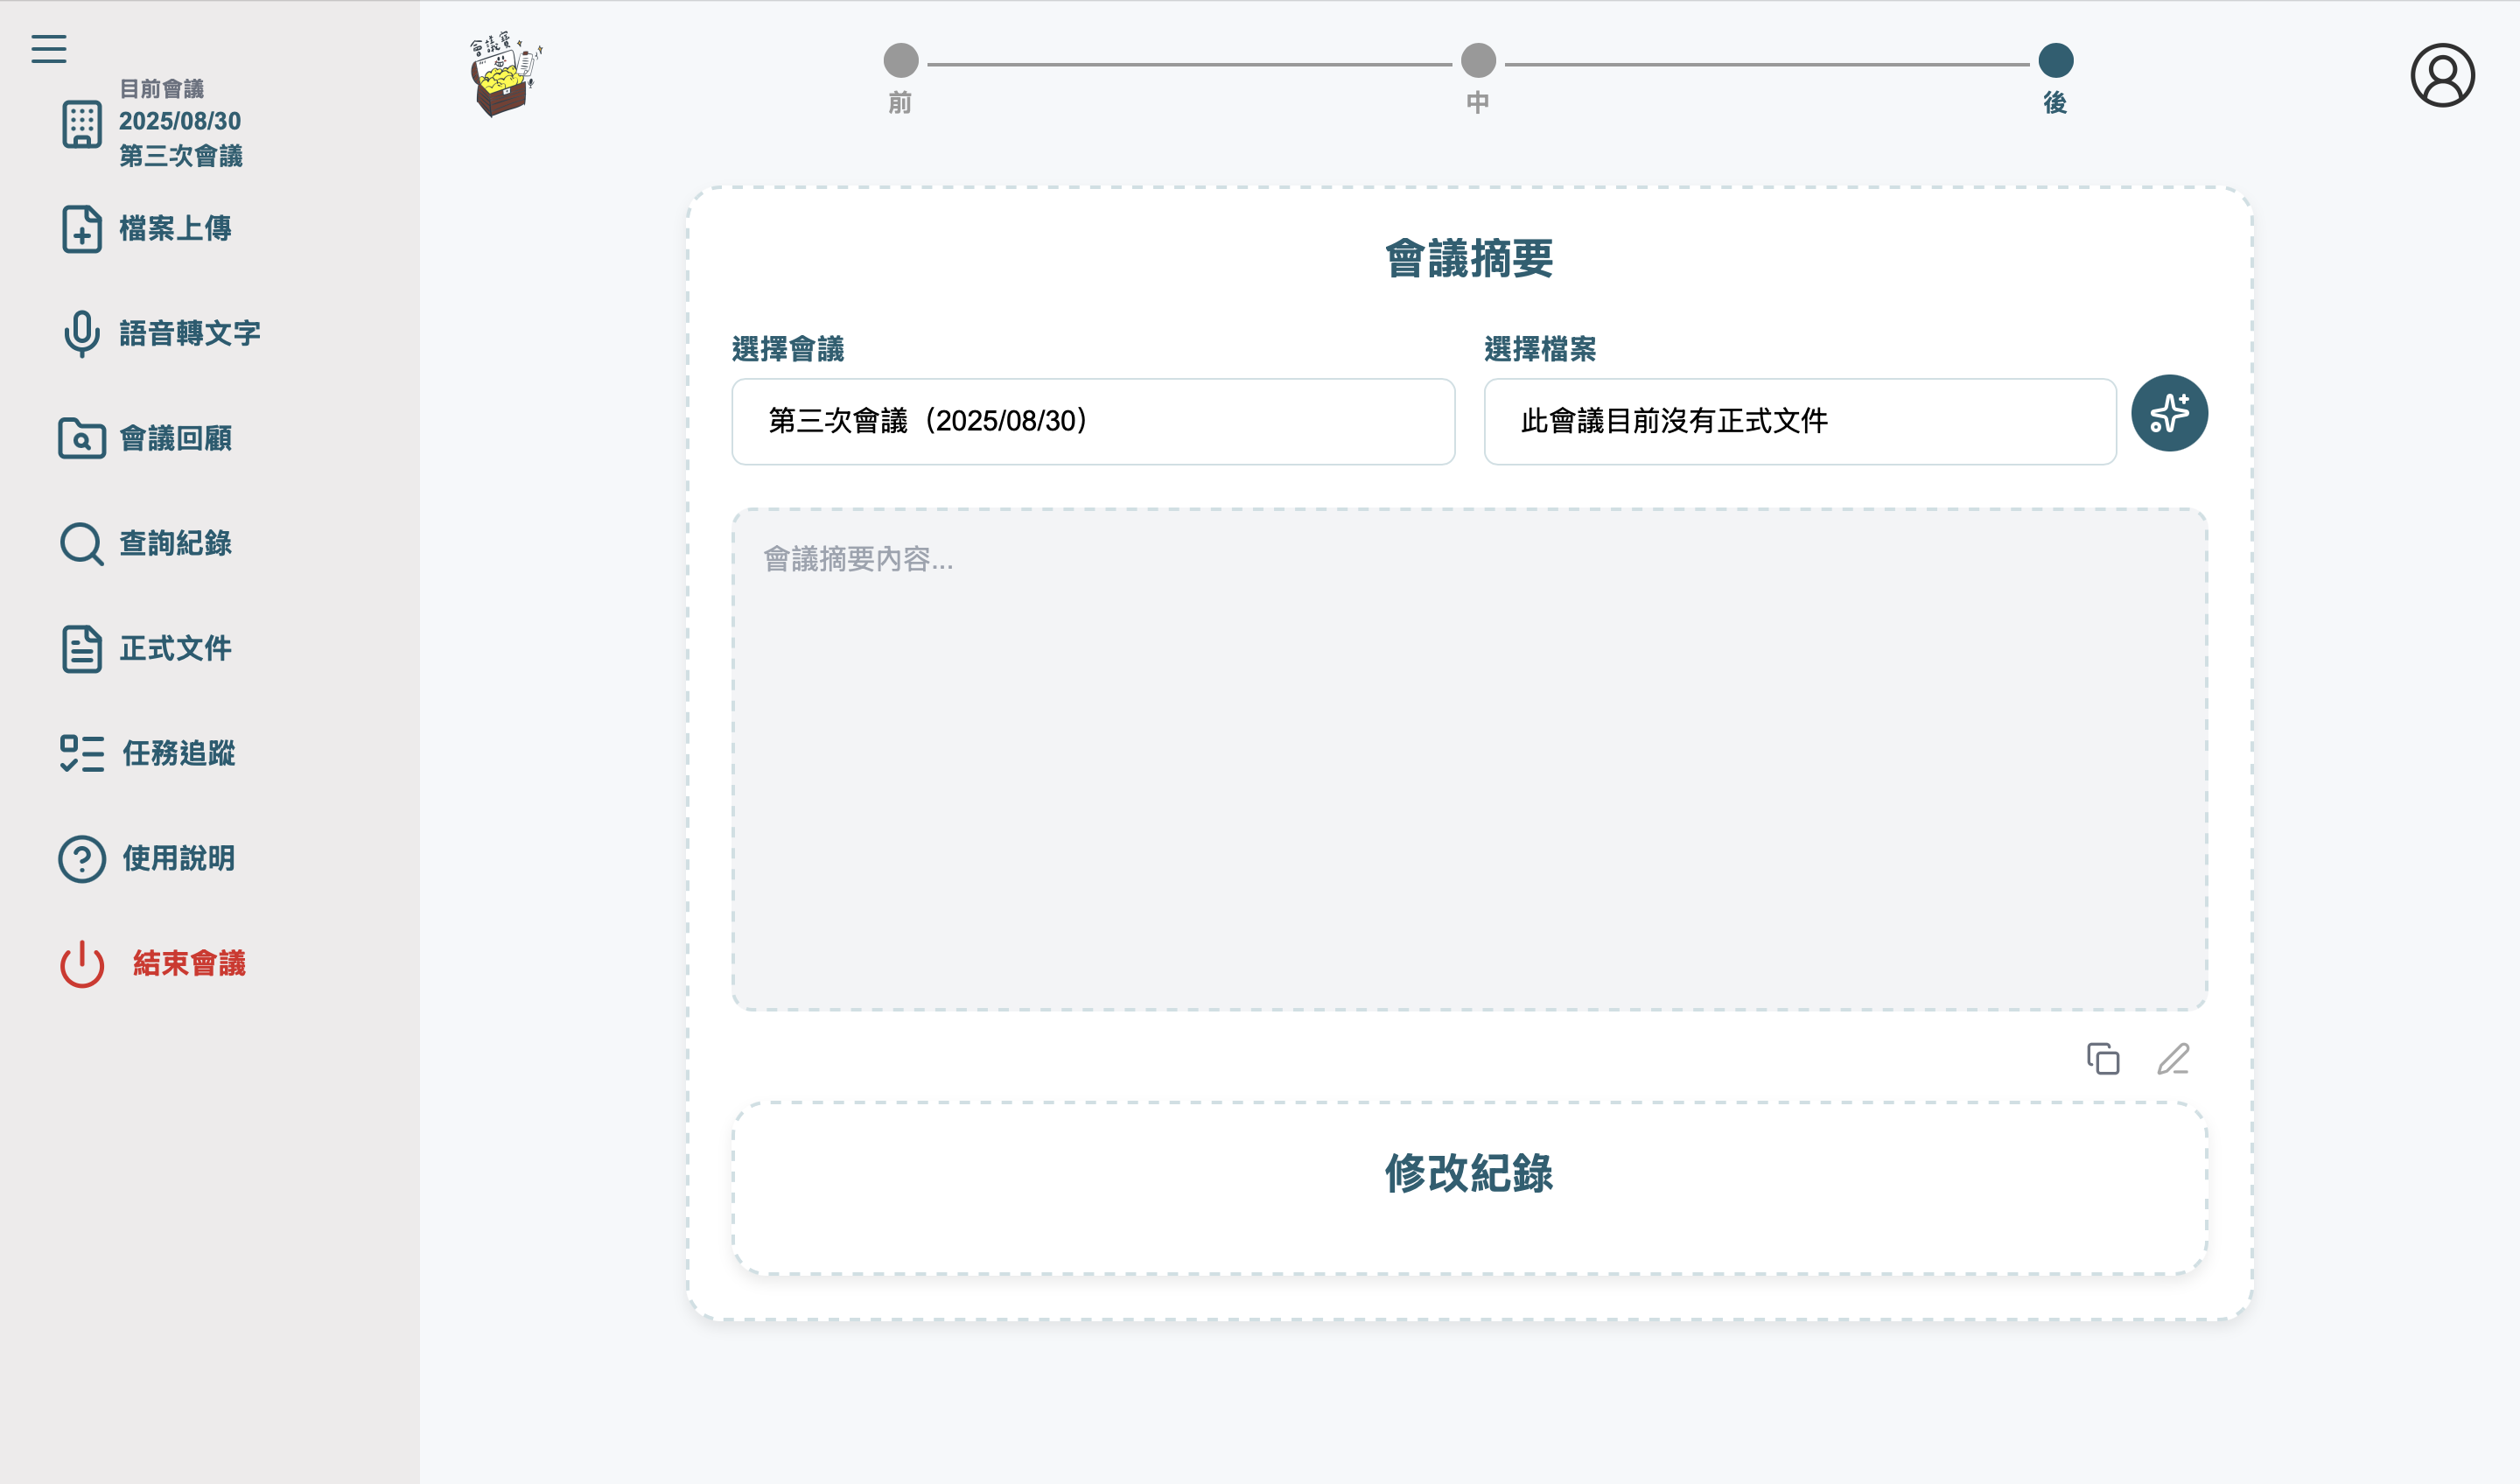 目前會議
2025/08/30
第三次會議
檔案上傳
語音轉文字
會議回顧
查詢紀錄
正式文件
任務追蹤
使用說明
結束會議
會議寶
前
中
後
會議摘要
選擇會議
選擇檔案
第三次會議（2025/08/30）
此會議目前沒有正式文件
會議摘要內容...
修改紀錄